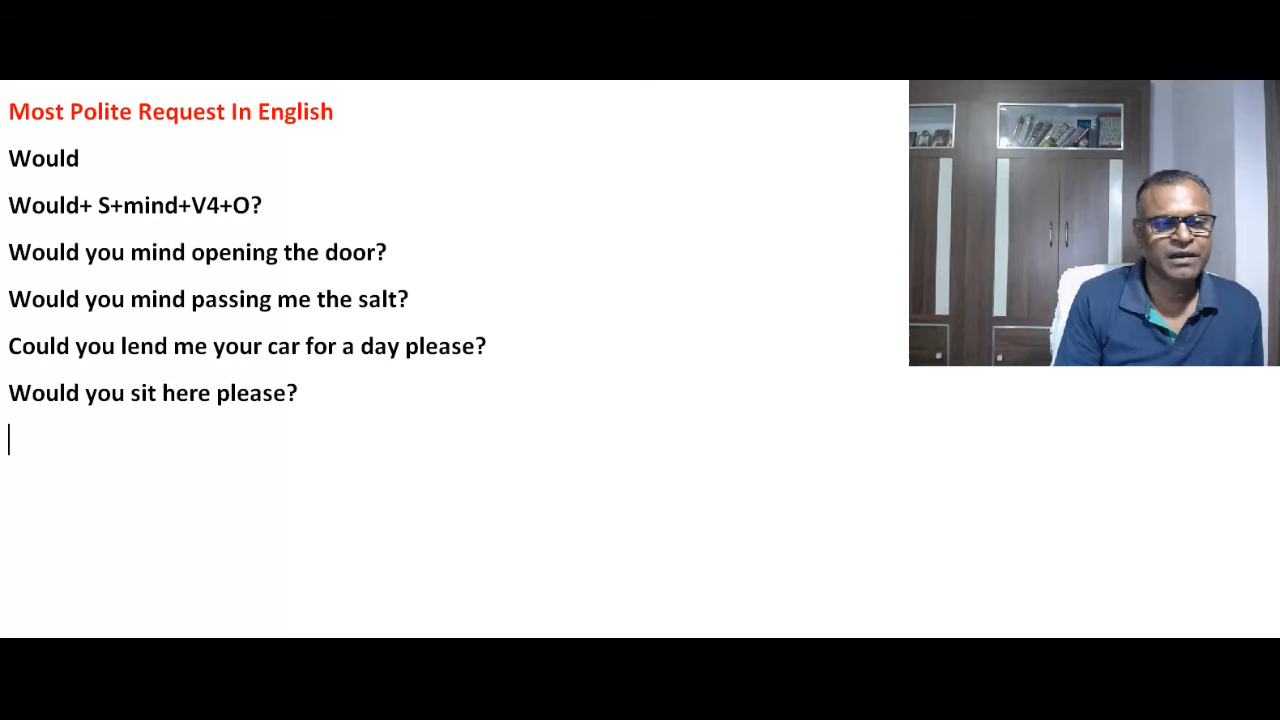 Most Polite Request In English
Would
Would+ S+mind+V4+O?
Would you mind opening the door?
Would you mind passing me the salt?
Could you lend me your car for a day please?
Would you sit here please?